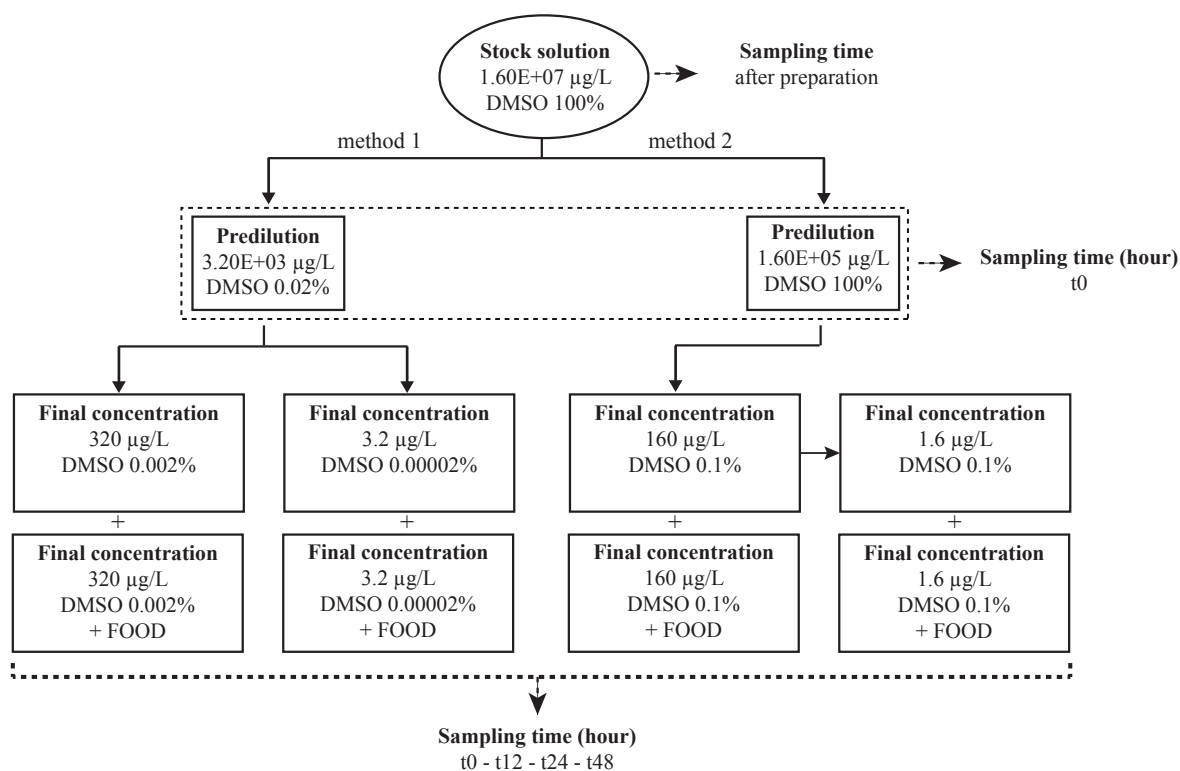 Stock solution
1.60E+07 µg/L
DMSO 100%
Sampling time
after preparation
method 1
method 2
Predilution
3.20E+03 µg/L
DMSO 0.02%
Predilution
1.60E+05 µg/L
DMSO 100%
Sampling time (hour)
t0
Final concentration
320 µg/L
DMSO 0.002%
Final concentration
3.2 µg/L
DMSO 0.00002%
Final concentration
160 µg/L
DMSO 0.1%
Final concentration
1.6 µg/L
DMSO 0.1%
+
+
+
+
Final concentration
320 µg/L
DMSO 0.002%
+ FOOD
Final concentration
3.2 µg/L
DMSO 0.00002%
+ FOOD
Final concentration
160 µg/L
DMSO 0.1%
+ FOOD
Final concentration
1.6 µg/L
DMSO 0.1%
+ FOOD
Sampling time (hour)
t0 - t12 - t24 - t48